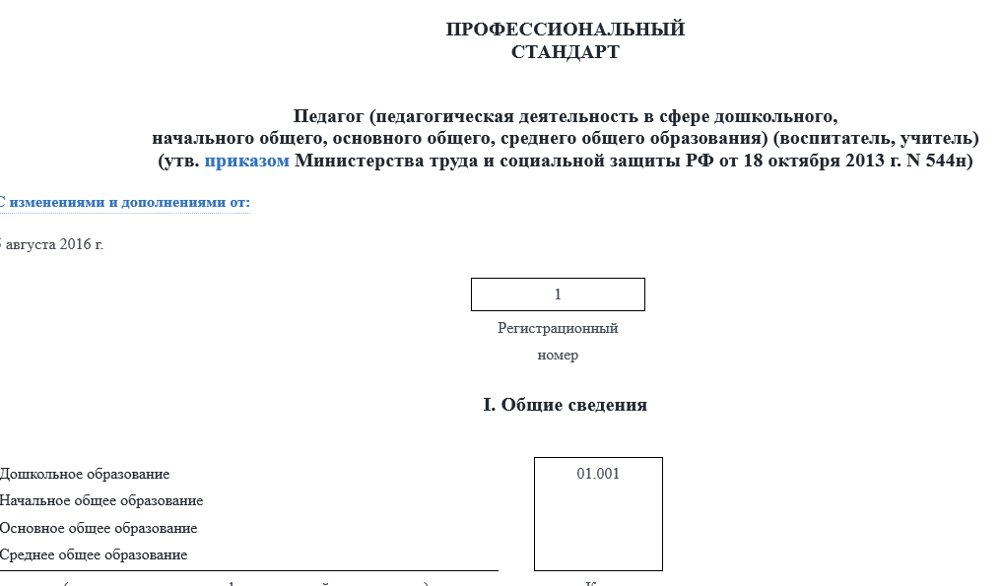 ПРОФЕССИОНАЛЬНЫЙ
СТАНДАРТ
Педагог (педагогическая деятельность в сфере дошкольного,
начального общего, основного общего, среднего общего образования) (воспитатель, учитель)
(утв. приказом Министерства труда и социальной защиты РФ от 18 октября 2013 г. N 544н)
С изменениями и дополнениями от:
августа 2016 г.
1
Регистрационный
номер
I. Общие сведения
Дошкольное образование
01.001
Начальное общее образование
Основное общее образование
Среднее общее образование